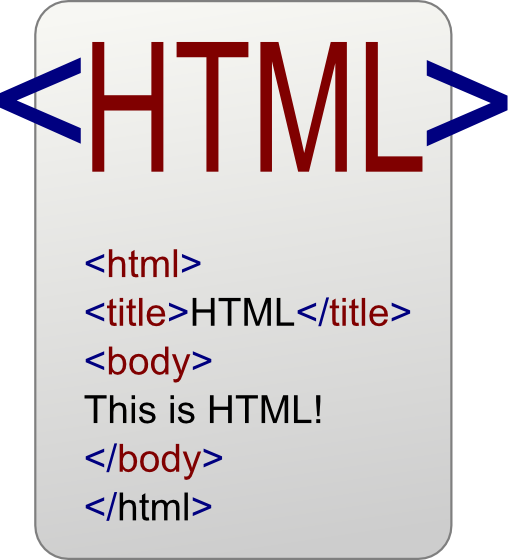 <HTML>
<html>
<title>HTML</title>
<body>
This is HTML!
</body>
</html>